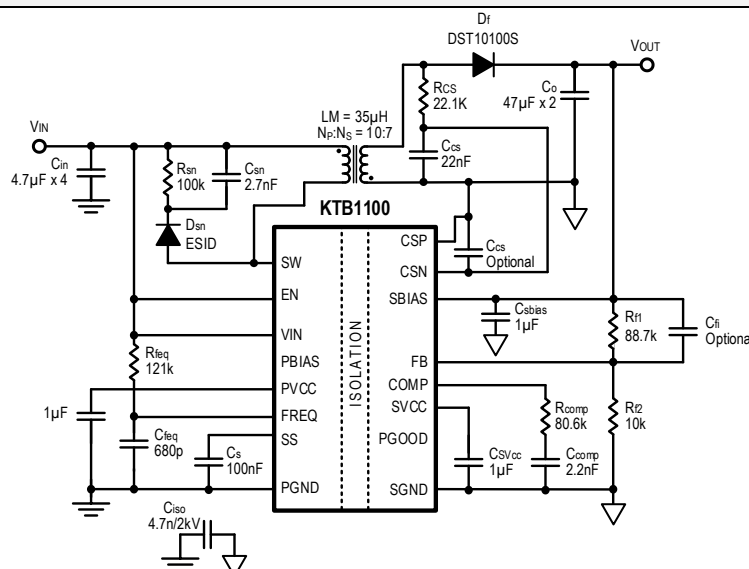 Df
DST10100S
VOUT
RCS
22.1K
Co
47µF x 2
LM = 35µH
NP:NS = 10:7
VIN
Cin
4.7µF x 4
Rsn
100k
Csn
2.7nF
Ccs
22nF
Dsn
ESID
KTB1100
ISOLATION
SW
EN
VIN
PBIAS
PVCC
FREQ
SS
PGND
CSP
CSN
SBIAS
FB
COMP
SVCC
PGOOD
SGND
Ccs
Optional
Csbias
1µF
Rf1
88.7k
Cfi
Optiona
Rfeq
121k
1µF
Cfeq
680p
Cs
100nF
Rcomp
80.6k
Rf2
10k
CSVcc
1µF
Ccomp
2.2nF
Ciso
4.7n/2kV